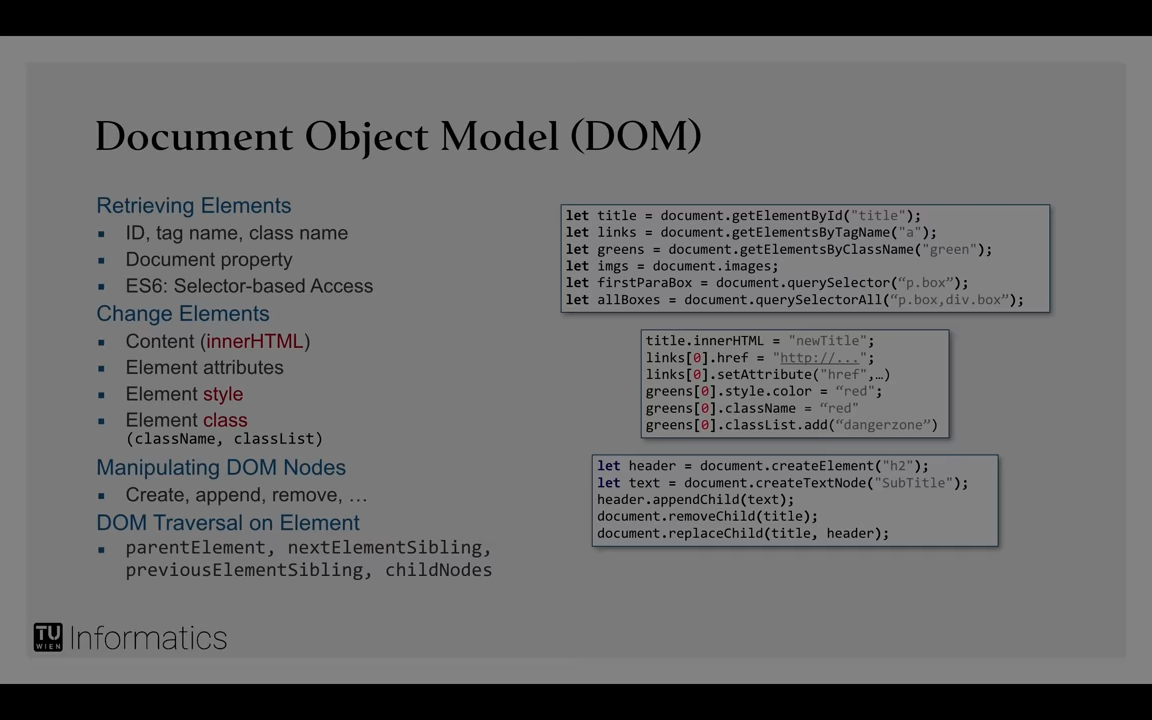 Document Object Model (DOM)
Retrieving Elements
▪ ID, tag name, class name
▪ Document property
▪ ES6: Selector-based Access
Change Elements
▪ Content (innerHTML)
▪ Element attributes
▪ Element style
▪ Element class
(className, classList)
Manipulating DOM Nodes
▪ Create, append, remove, …
DOM Traversal on Element
▪ parentElement, nextElementSibling,
previousElementSibling, childNodes
let title = document.getElementById("title");
let links = document.getElementsByTagName("a");
let greens = document.getElementsByClassName("green");
let imgs = document.images;
let firstParaBox = document.querySelector(“p.box”);
let allBoxes = document.querySelectorAll(“p.box,div.box”);
title.innerHTML = "newTitle";
links[0].href = "http://...";
links[0].setAttribute("href",…)
greens[0].style.color = “red";
greens[0].className = “red”
greens[0].classList.add(“dangerzone”)
let header = document.createElement("h2");
let text = document.createTextNode("SubTitle");
header.appendChild(text);
document.removeChild(title);
document.replaceChild(title, header);
TU
WIEN
Informatics